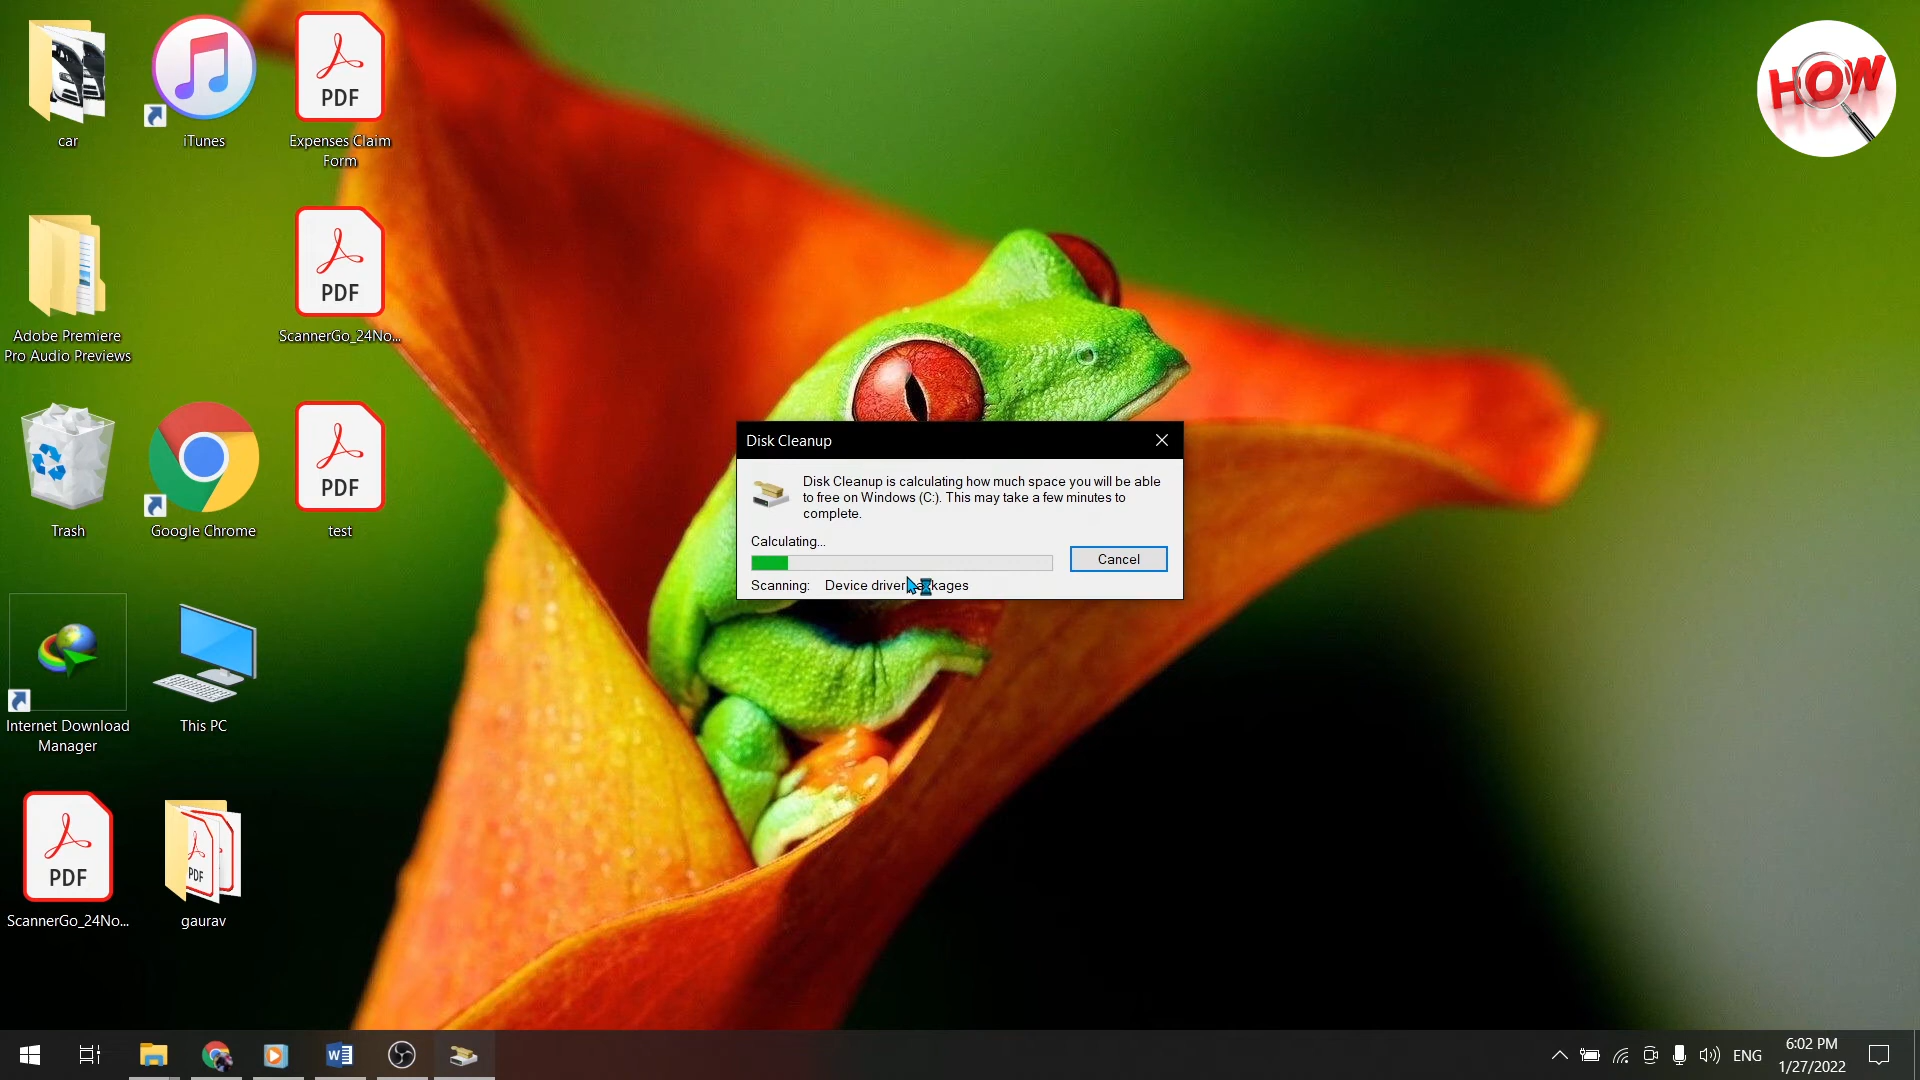 car
iTunes
PDF
Expenses Claim
Form
HOW
Adobe Premiere
Pro Audio Previews
PDF
ScannerGo_24No...
Trash
Google Chrome
PDF
test
Disk Cleanup
Disk Cleanup is calculating how much space you will be able
to free on Windows (C:). This may take a few minutes to
complete.
Calculating...
Cancel
Scanning: Device driver packages
Internet Download
Manager
This PC
PDF
ScannerGo_24No...
PDF
gaurav
W
ENG
6:02 PM
1/27/2022